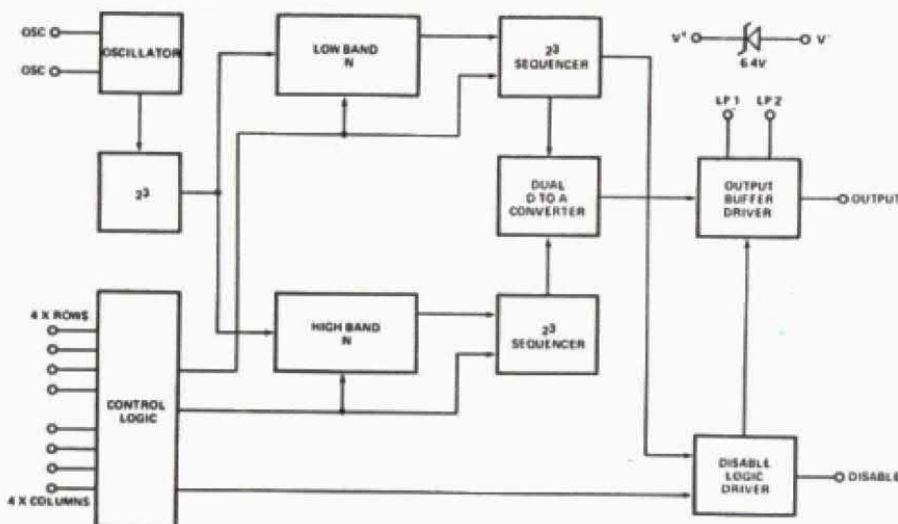 OSC
OSC
OSCILLATOR
LOW BAND
N
2³
SEQUENCER
V⁺
V⁻
6.4V
LP 1
LP 2
2³
DUAL
D TO A
CONVERTER
OUTPUT
BUFFER
DRIVER
OUTPUT
4 X ROWS
HIGH BAND
N
2³
SEQUENCER
CONTROL
LOGIC
4 X COLUMNS
DISABLE
LOGIC
DRIVER
DISABLE